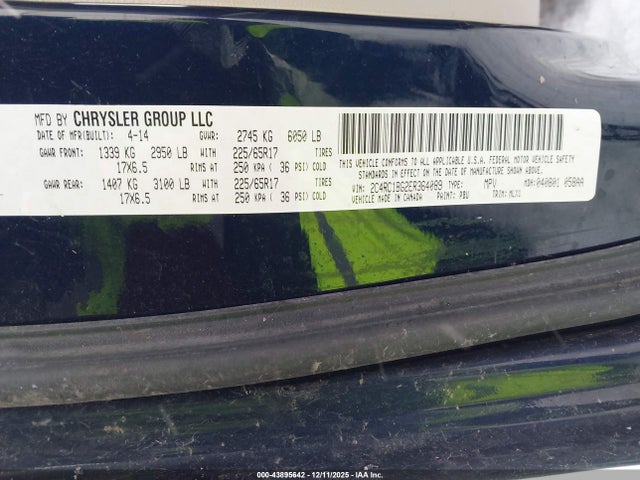 MFD BY CHRYSLER GROUP LLC
DATE OF MFR(BUILT): 4-14 GVWR: 2745 KG 6050 LB
GAWR FRONT: 1339 KG 2950 LB WITH 225/65R17 TIRES
17X6.5 RIMS AT 250 KPA ( 36 PSI) COLD
GAWR REAR: 1407 KG 3100 LB WITH 225/65R17 TIRES
17X6.5 RIMS AT 250 KPA ( 36 PSI) COLD
THIS VEHICLE CONFORMS TO ALL APPLICABLE U.S.A. FEDERAL MOTOR VEHICLE SAFETY
STANDARDS IN EFFECT ON THE DATE OF MANUFACTURE SHOWN ABOVE.
VIN: 2C4RC1BG2ER364089 TYPE: MPV MDH: 040801 058AA
VEHICLE MADE IN CANADA PAINT: PBU TRIM:
000-43895642 - 12/11/2025 - IAA Inc.